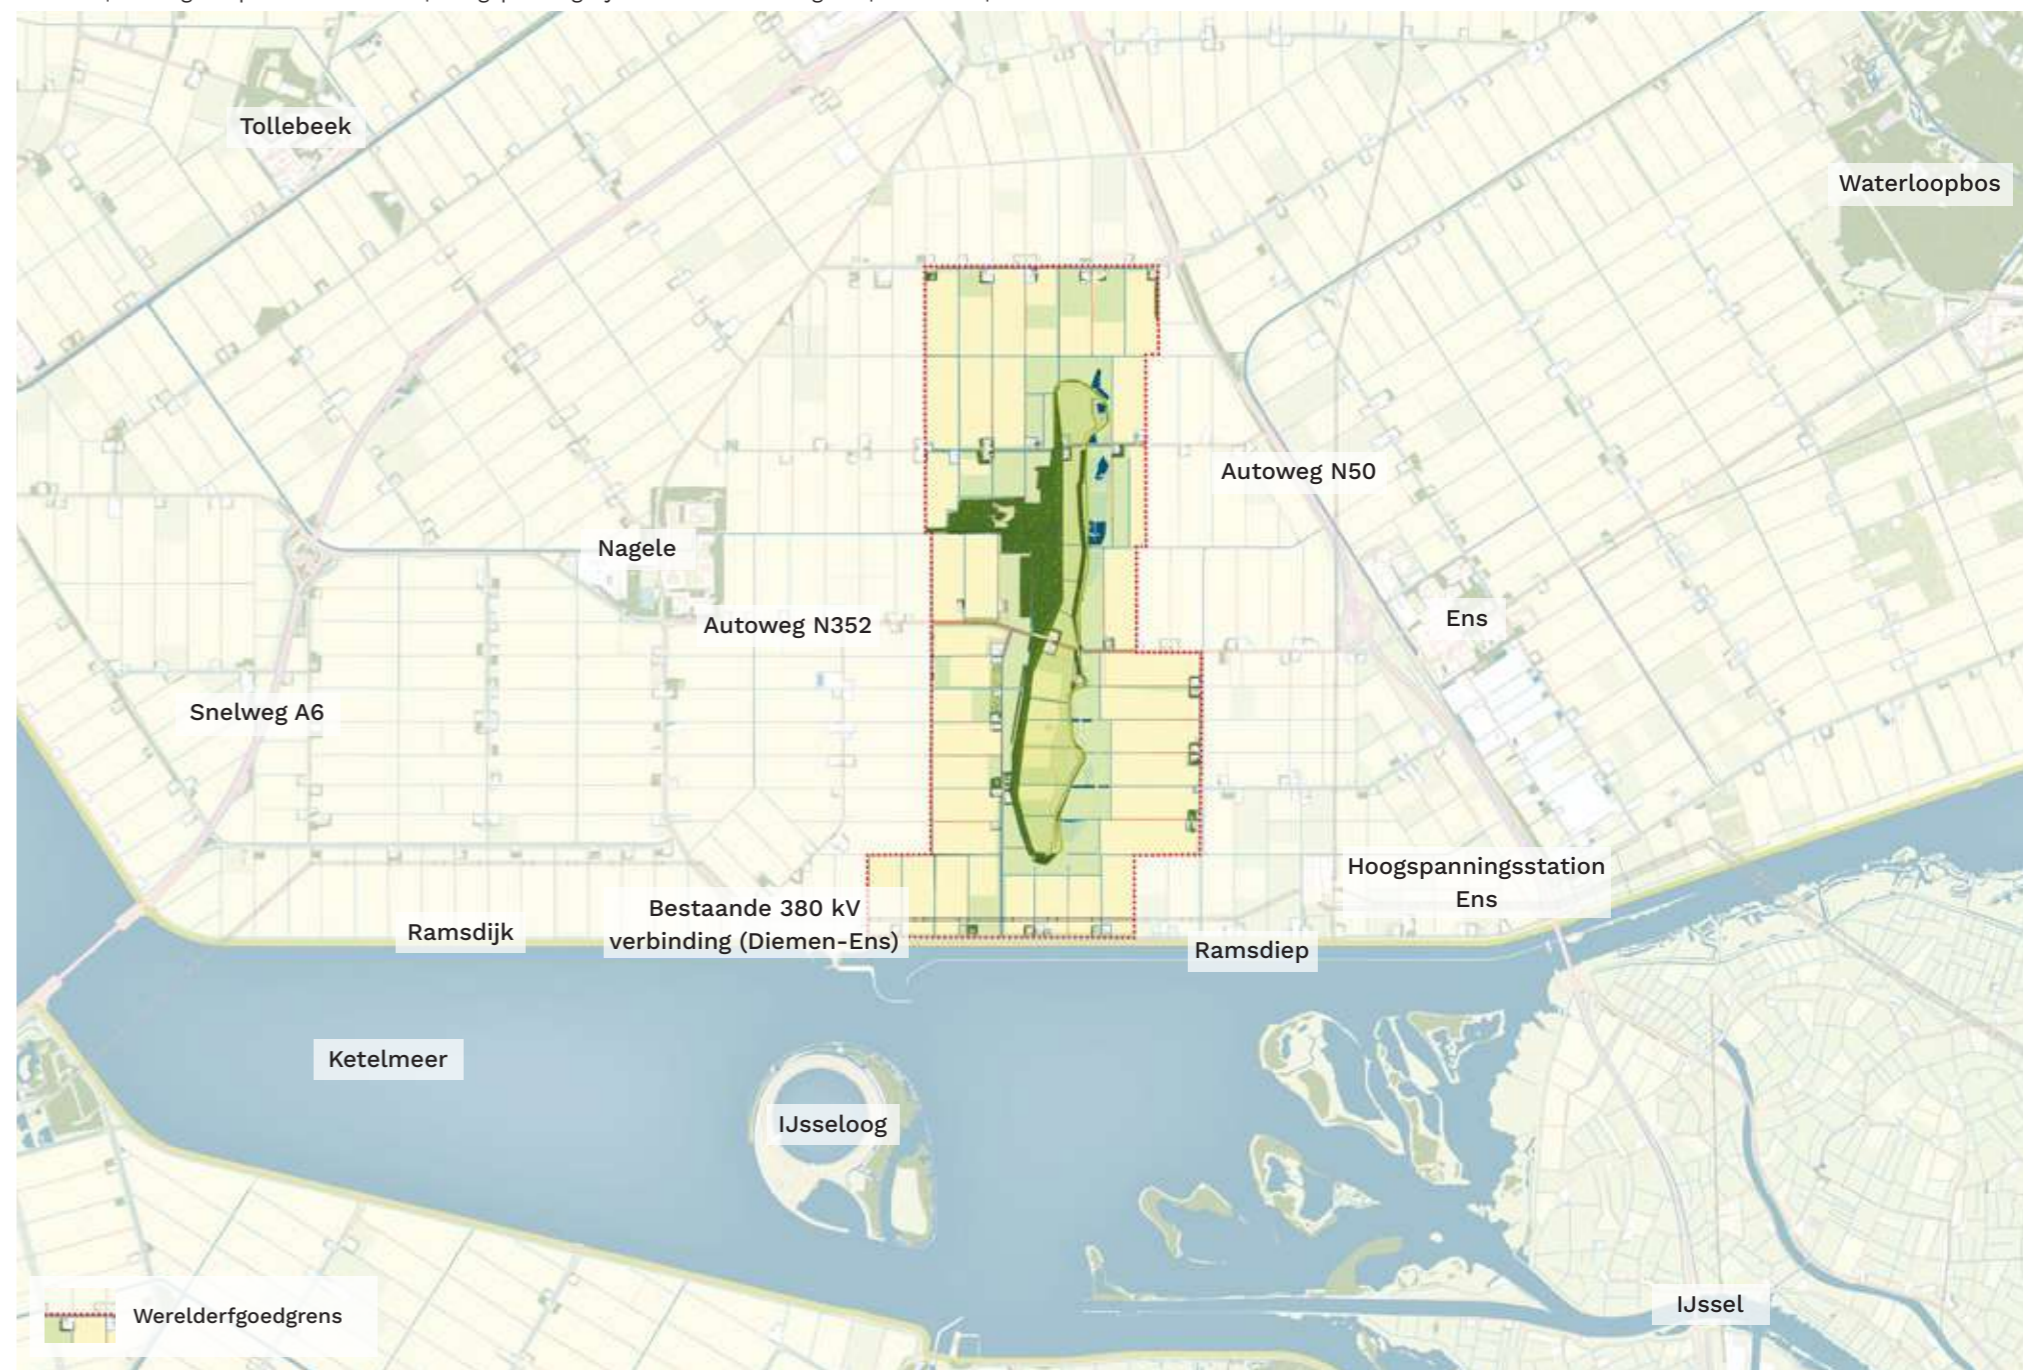 Tollebeek
Waterloopbos
Autoweg N50
Nagele
Ens
Autoweg N352
Snelweg A6
Hoogspanningsstation
Ens
Bestaande 380 kV
verbinding (Diemen-Ens)
Ramsdijk
Ramsdiep
Ketelmeer
IJsseloog
IJssel
Werelderfgoedgrens